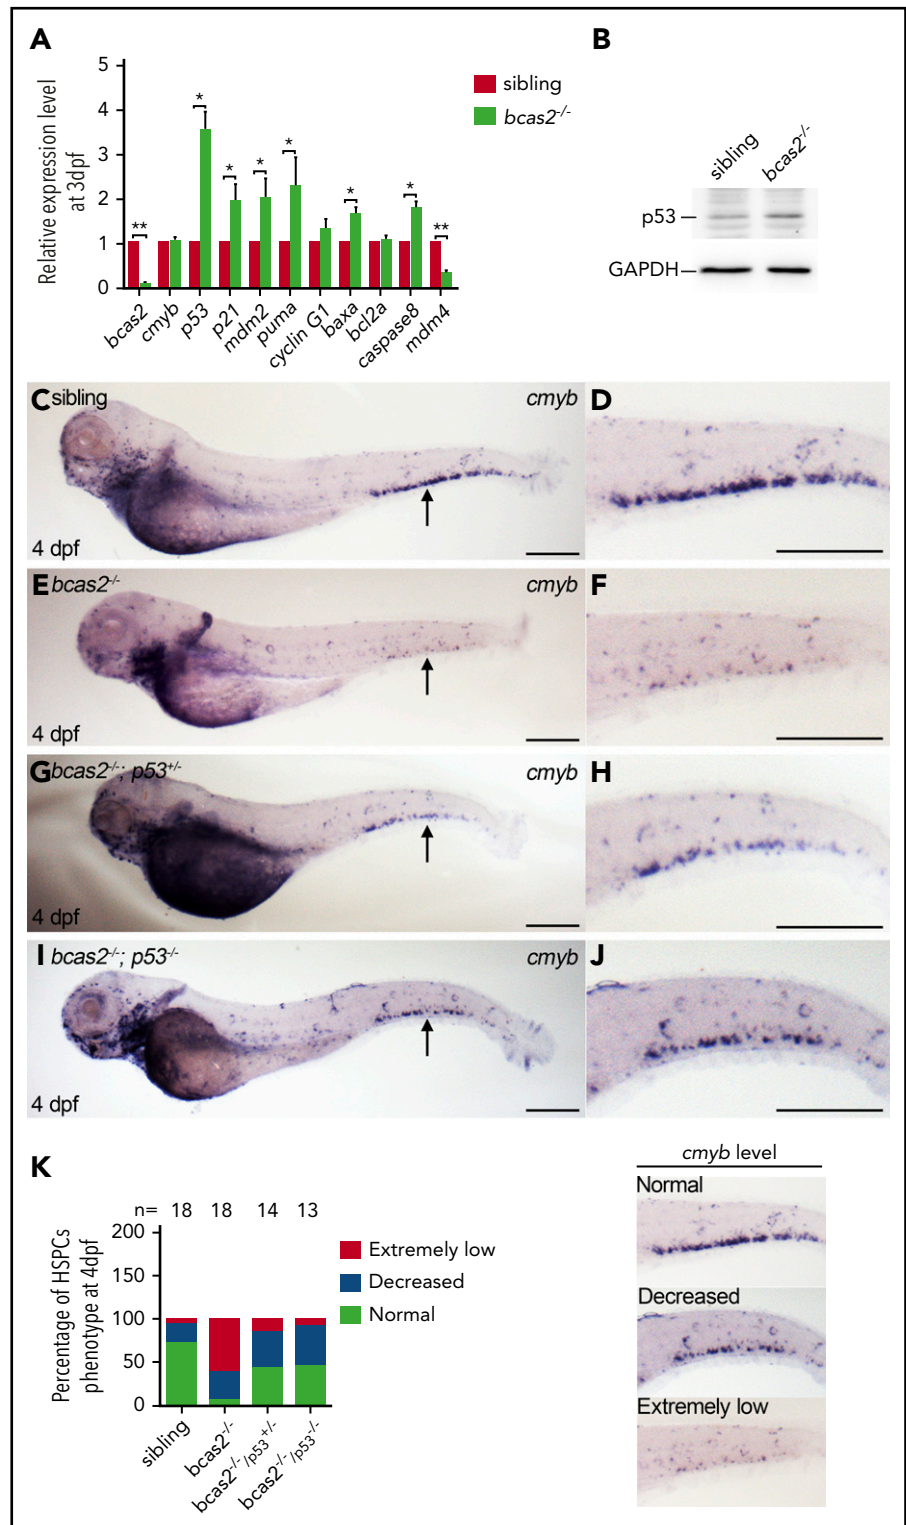 A
B
Relative expression level
at 3dpf
5
4
3
2
1
0
sibling
bcas2-/-
**
*
*
*
*
*
*
**
bcas2
cmyb
p53
p21
mdm2
puma
cyclin G1
baxa
bcl2a
caspase8
mdm4
sibling
bcas2-/-
p53
GAPDH
C sibling
cmyb
4 dpf
D
E bcas2-/-
cmyb
4 dpf
F
G bcas2-/-; p53+/-
cmyb
4 dpf
H
I bcas2-/-; p53-/-
cmyb
4 dpf
J
K
n= 18 18 14 13
Percentage of HSPCs
phenotype at 4dpf
200
150
100
50
0
Extremely low
Decreased
Normal
sibling
bcas2-/-
bcas2-/-/p53+/-
bcas2-/-/p53-/-
cmyb level
Normal
Decreased
Extremely low